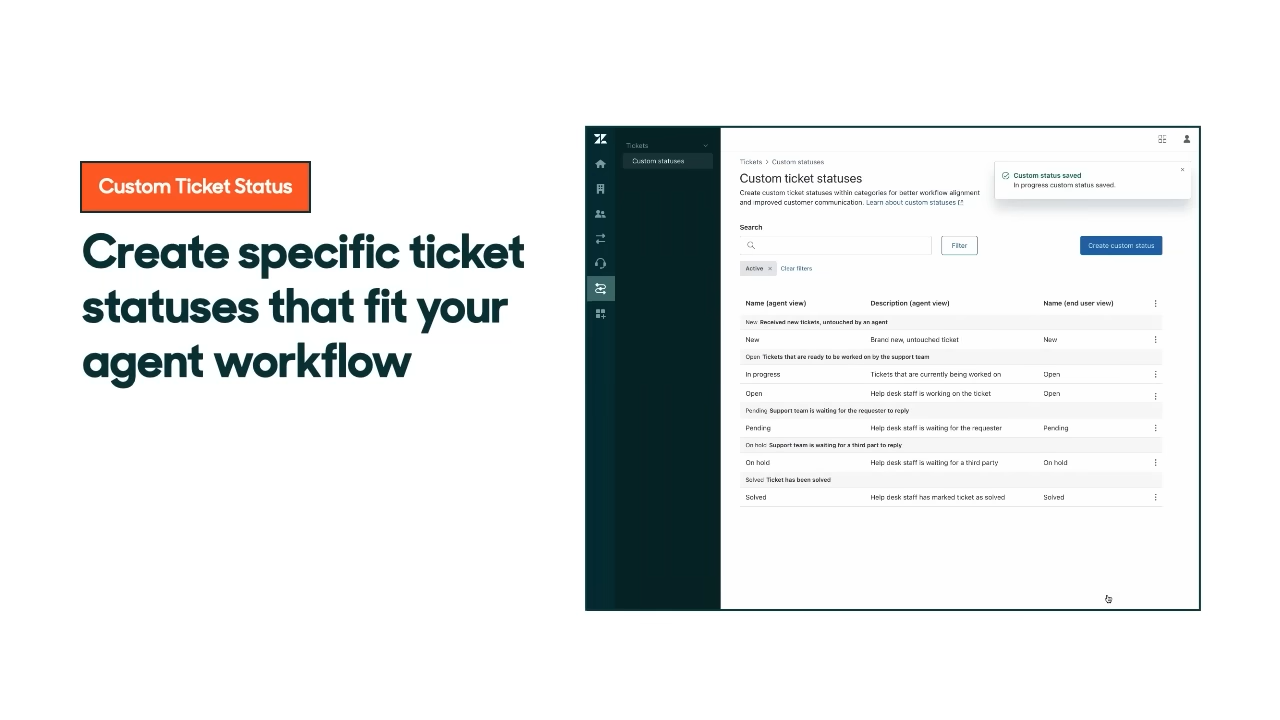 Custom Ticket Status
Create specific ticket
statuses that fit your
agent workflow
Tickets
Custom statuses
Tickets > Custom statuses
Custom ticket statuses
Create custom ticket statuses within categories for better workflow alignment
and improved customer communication. Learn about custom statuses
Custom status saved
In progress custom status saved.
Search
Filter
Create custom status
Active × Clear filters
Name (agent view) Description (agent view) Name (end user view)
New Received new tickets, untouched by an agent
New Brand new, untouched ticket New
Open Tickets that are ready to be worked on by the support team
In progress Tickets that are currently being worked on Open
Open Help desk staff is working on the ticket Open
Pending Support team is waiting for the requester to reply
Pending Help desk staff is waiting for the requester Pending
On hold Support team is waiting for a third part to reply
On hold Help desk staff is waiting for a third party On hold
Solved Ticket has been solved
Solved Help desk staff has marked ticket as solved Solved